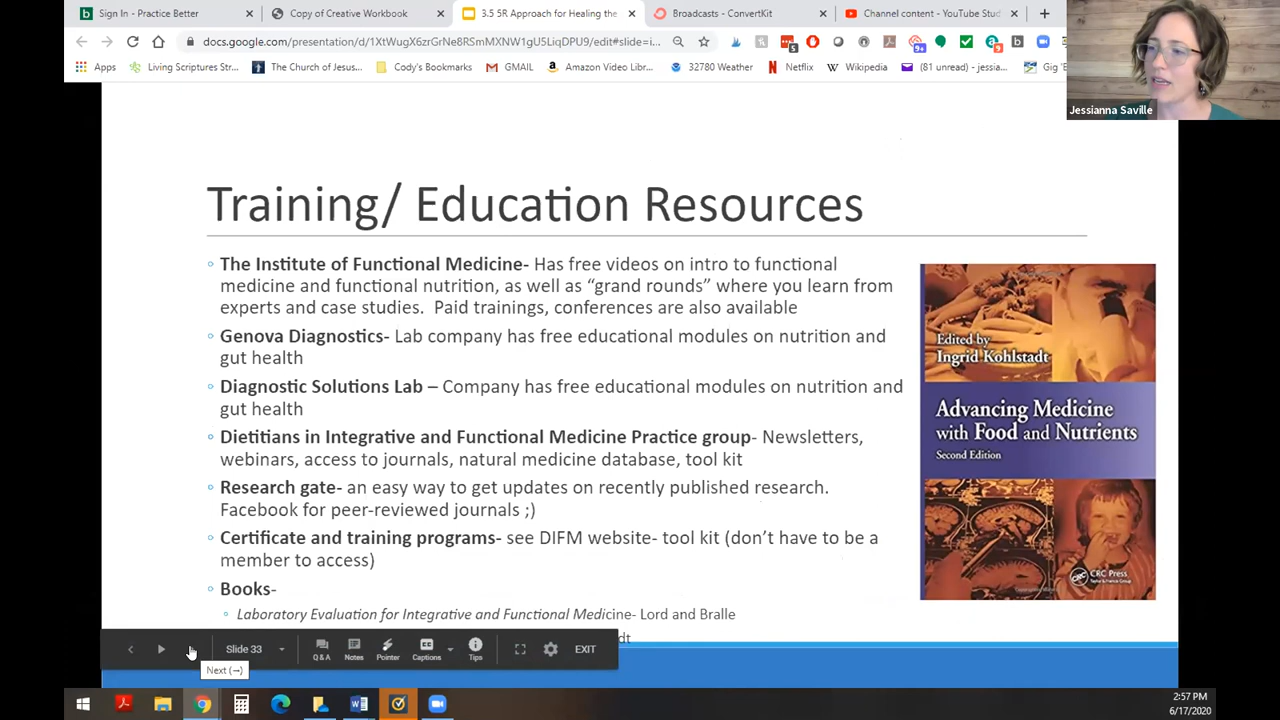 Sign In - Practice Better
Copy of Creative Workbook
3.5 5R Approach for Healing the
Broadcasts - ConvertKit
Channel content - YouTube Stud
docs.google.com/presentation/d/1XtWugX6zrGrNe8RSmMXNW1gU5LiqDPU9/edit#slide=i...
Apps
Living Scriptures Str...
The Church of Jesus...
Cody's Bookmarks
GMAIL
Amazon Video Lib...
32780 Weather
Netflix
Wikipedia
(81 unread) - jessia...
Gig 'E
Jessianna Saville
Training/ Education Resources
The Institute of Functional Medicine- Has free videos on intro to functional
medicine and functional nutrition, as well as “grand rounds” where you learn from
experts and case studies. Paid trainings, conferences are also available
Genova Diagnostics- Lab company has free educational modules on nutrition and
gut health
Diagnostic Solutions Lab – Company has free educational modules on nutrition and
gut health
Dietitians in Integrative and Functional Medicine Practice group- Newsletters,
webinars, access to journals, natural medicine database, tool kit
Research gate- an easy way to get updates on recently published research.
Facebook for peer-reviewed journals ;)
Certificate and training programs- see DIFM website- tool kit (don’t have to be a
member to access)
Books-
Laboratory Evaluation for Integrative and Functional Medicine- Lord and Bralle
dt
Edited by
Ingrid Kohlstadt
Advancing Medicine
with Food and Nutrients
Second Edition
CRC Press
Taylor & Francis Group
Slide 33
Q & A
Notes
Pointer
Captions
Tips
EXIT
Next (→)
2:57 PM
6/17/2020